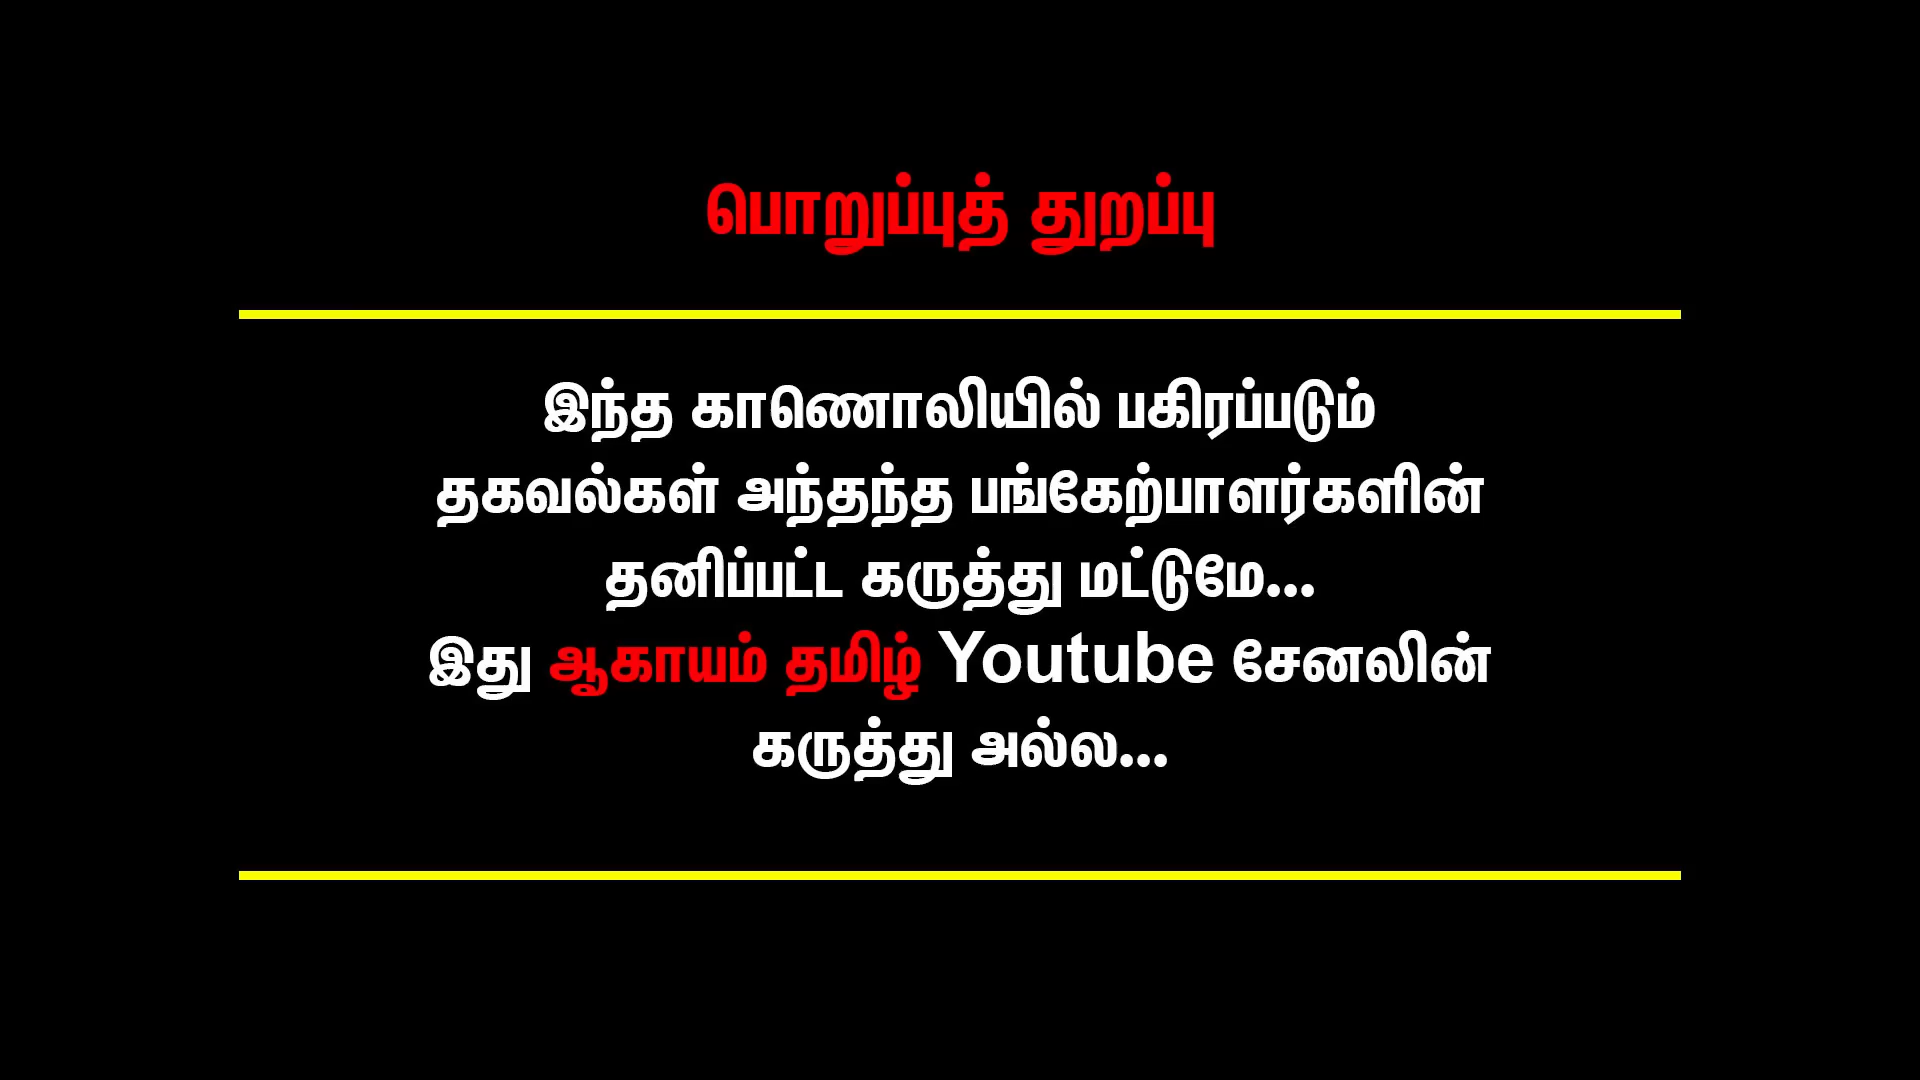 பொறுப்புத் துறப்பு
இந்த காணொலியில் பகிரப்படும்
தகவல்கள் அந்தந்த பங்கேற்பாளர்களின்
தனிப்பட்ட கருத்து மட்டுமே...
இது ஆகாயம் தமிழ் Youtube சேனலின்
கருத்து அல்ல...